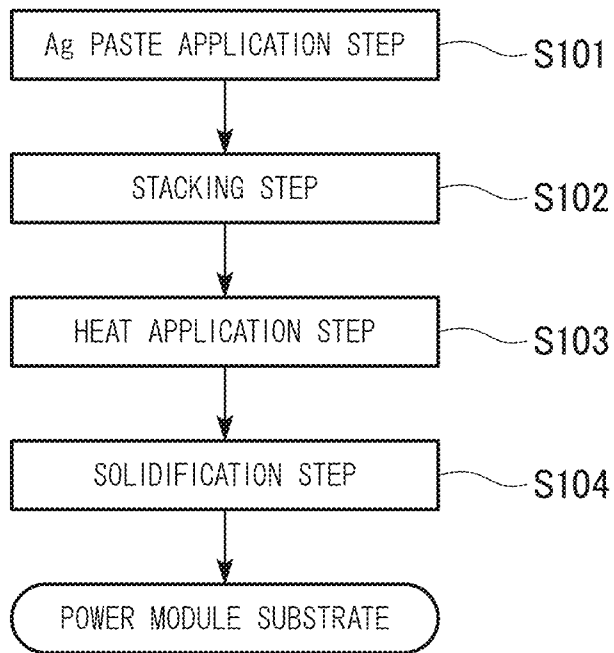 Ag PASTE APPLICATION STEP S101
STACKING STEP S102
HEAT APPLICATION STEP S103
SOLIDIFICATION STEP S104
POWER MODULE SUBSTRATE